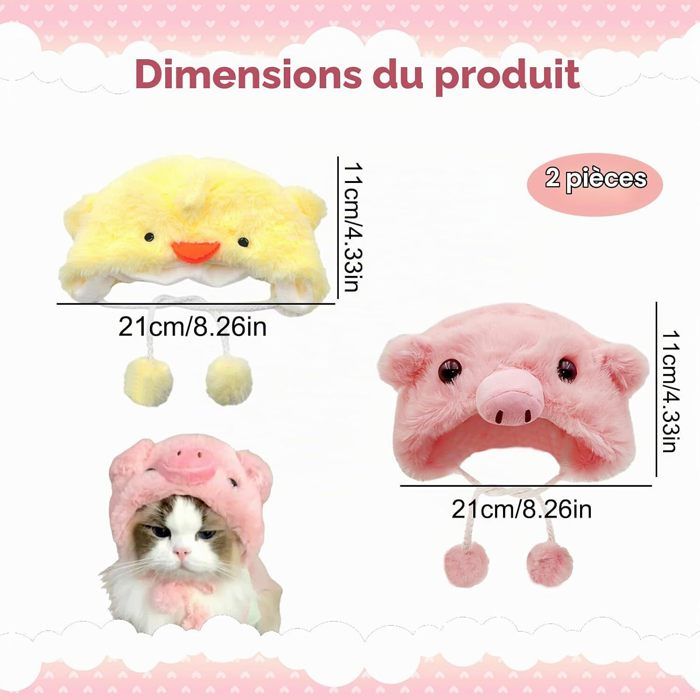 Dimensions du produit
2 pièces
11cm/4.33in
21cm/8.26in
11cm/4.33in
21cm/8.26in